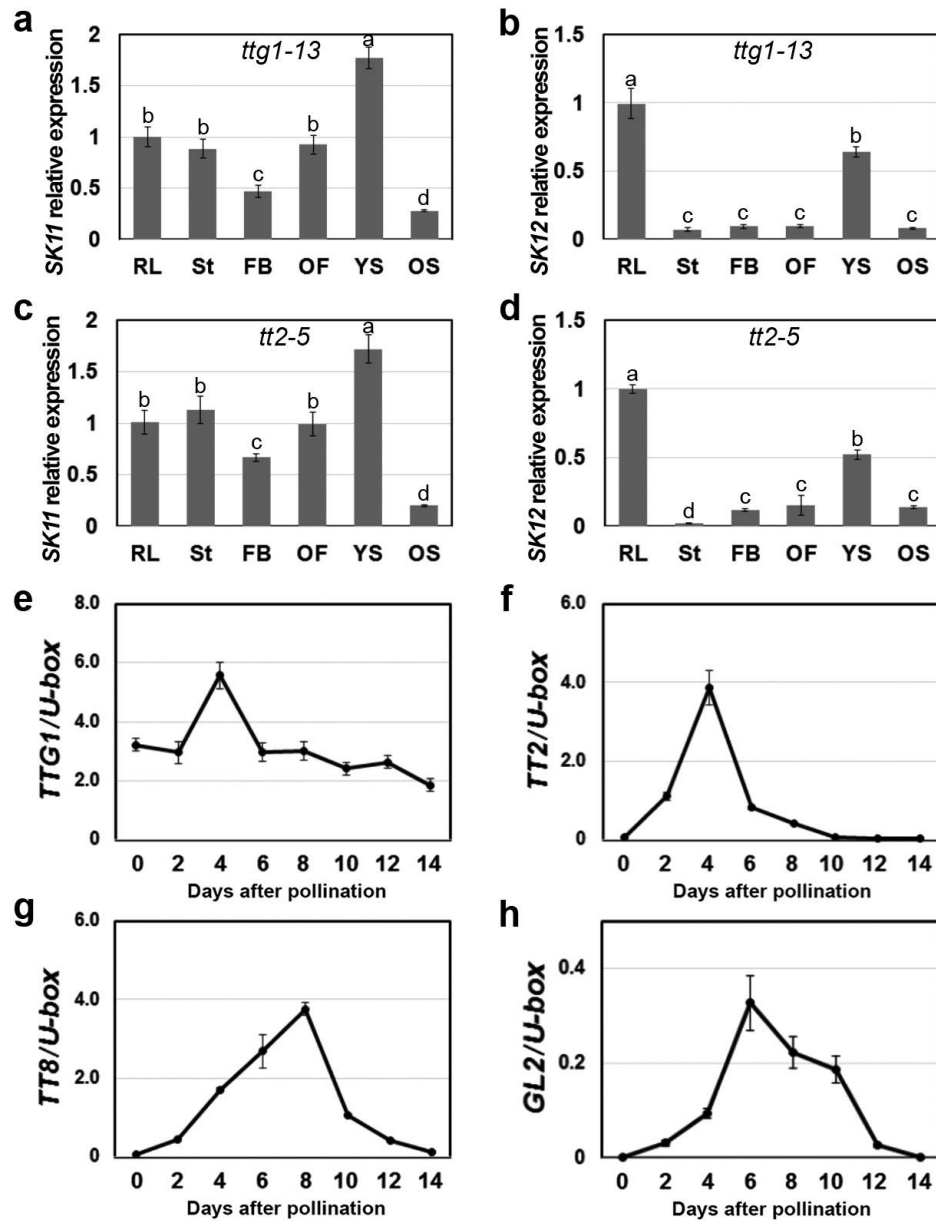 a
SK11 relative expression
2
1.5
1
0.5
0
ttg1-13
b
b
c
b
a
d
RL St FB OF YS OS
b
SK12 relative expression
1.5
1
0.5
0
ttg1-13
a
c
c
c
b
c
RL St FB OF YS OS
c
SK11 relative expression
2
1.5
1
0.5
0
tt2-5
b
b
c
b
a
d
RL St FB OF YS OS
d
SK12 relative expression
1.5
1
0.5
0
tt2-5
a
d
c
c
b
c
RL St FB OF YS OS
e
TTG1/U-box
8.0
6.0
4.0
2.0
0
0 2 4 6 8 10 12 14
Days after pollination
f
TT2/U-box
6.0
4.0
2.0
0
0 2 4 6 8 10 12 14
Days after pollination
g
TT8/U-box
6.0
4.0
2.0
0
0 2 4 6 8 10 12 14
Days after pollination
h
GL2/U-box
0.4
0.2
0
0 2 4 6 8 10 12 14
Days after pollination